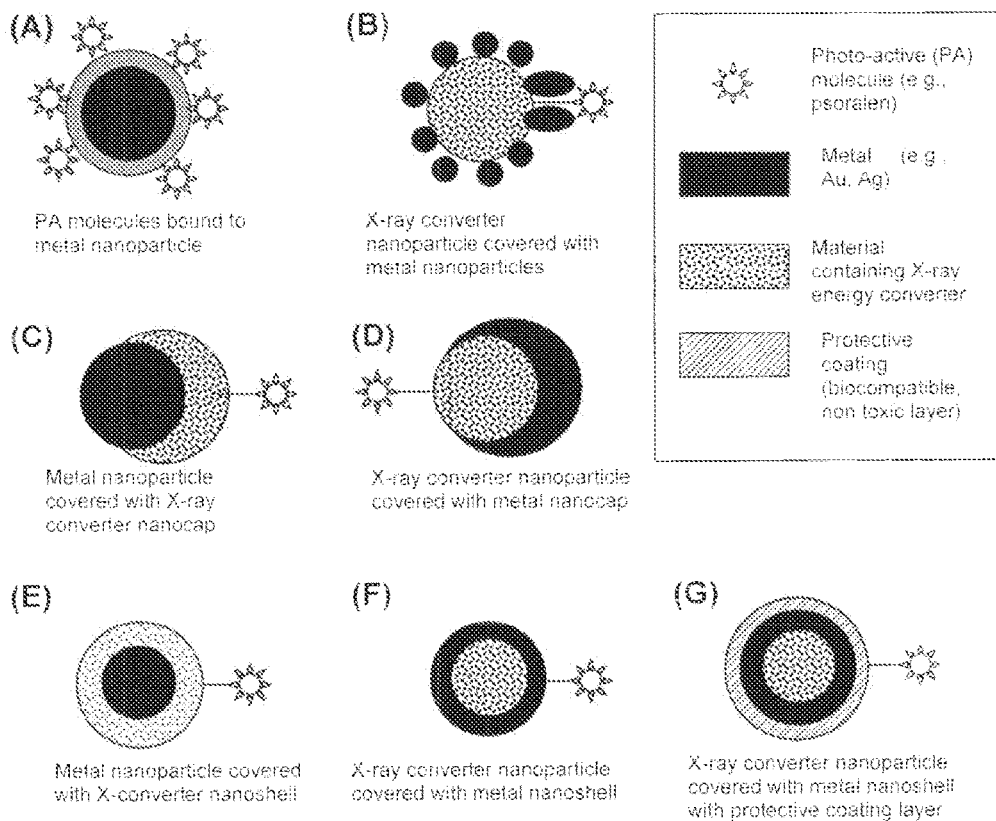 (A)
PA molecules bound to
metal nanoparticle
(B)
X-ray converter
nanoparticle covered with
metal nanoparticles
Photo-active (PA)
molecule (e.g.,
psoralen)
Metal (e.g.,
Au, Ag)
Material
containing X-ray
energy converter
Protective
coating
(biocompatible,
non toxic layer)
(C)
Metal nanoparticle
covered with X-ray
converter nanocap
(D)
X-ray converter nanoparticle
covered with metal nanocap
(E)
Metal nanoparticle covered
with X-converter nanoshell
(F)
X-ray converter nanoparticle
covered with metal nanoshell
(G)
X-ray converter nanoparticle
covered with metal nanoshell
with protective coating layer